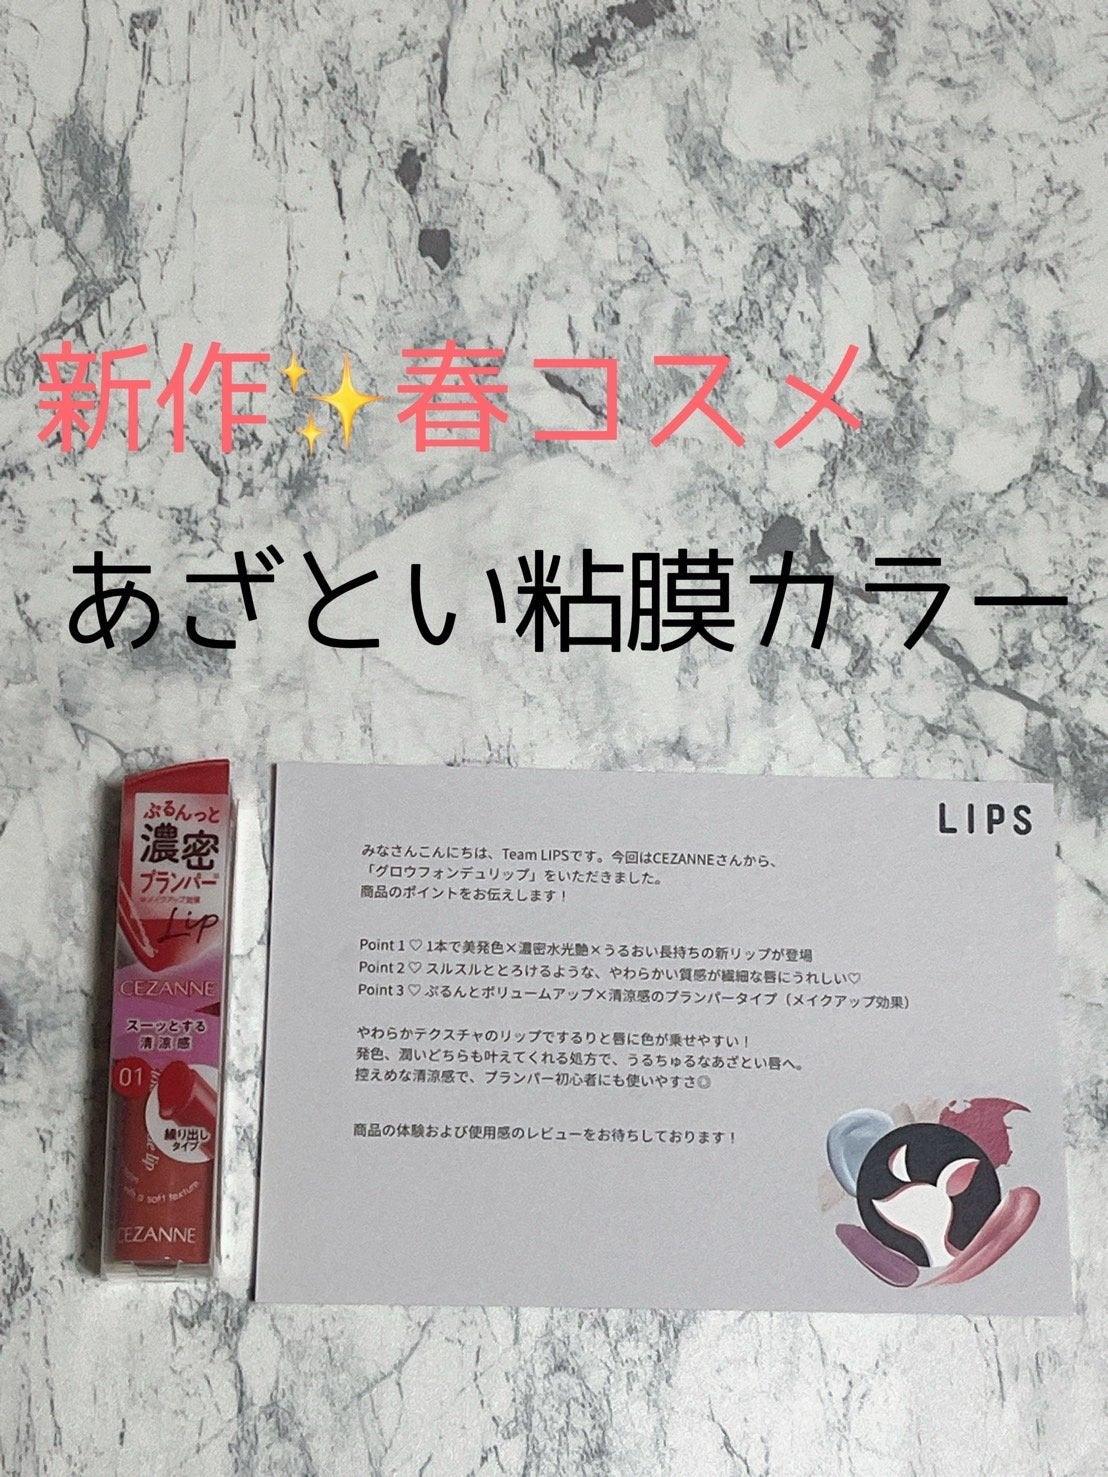 新作✨春コスメ
あざとい粘膜カラー
ぷるんっと
濃密
プランパー※
※メイクアップ効果
Lip
CEZANNE
スーッとする
清涼感
01
繰り出し
タイプ
with a soft texture
CEZANNE
LIPS
みなさんこんにちは、Team LIPSです。今回はCEZANNEさんから、
「グロウフォンデュリップ」をいただきました。
商品のポイントをお伝えします！
Point 1 ♡ 1本で美発色×濃密水光艶×うるおい長持ちの新リップが登場
Point 2 ♡ スルスルととろけるような、やわらかい質感が繊細な唇にうれしい♡
Point 3 ♡ ぷるんとボリュームアップ×清涼感のプランパータイプ（メイクアップ効果）
やわらかテクスチャのリップでするりと唇に色が乗せやすい！
発色、潤いどちらも叶えてくれる処方で、うるちゅるなあざとい唇へ。
控えめな清涼感で、プランパー初心者にも使いやすさ◎
商品の体験および使用感のレビューをお待ちしております！